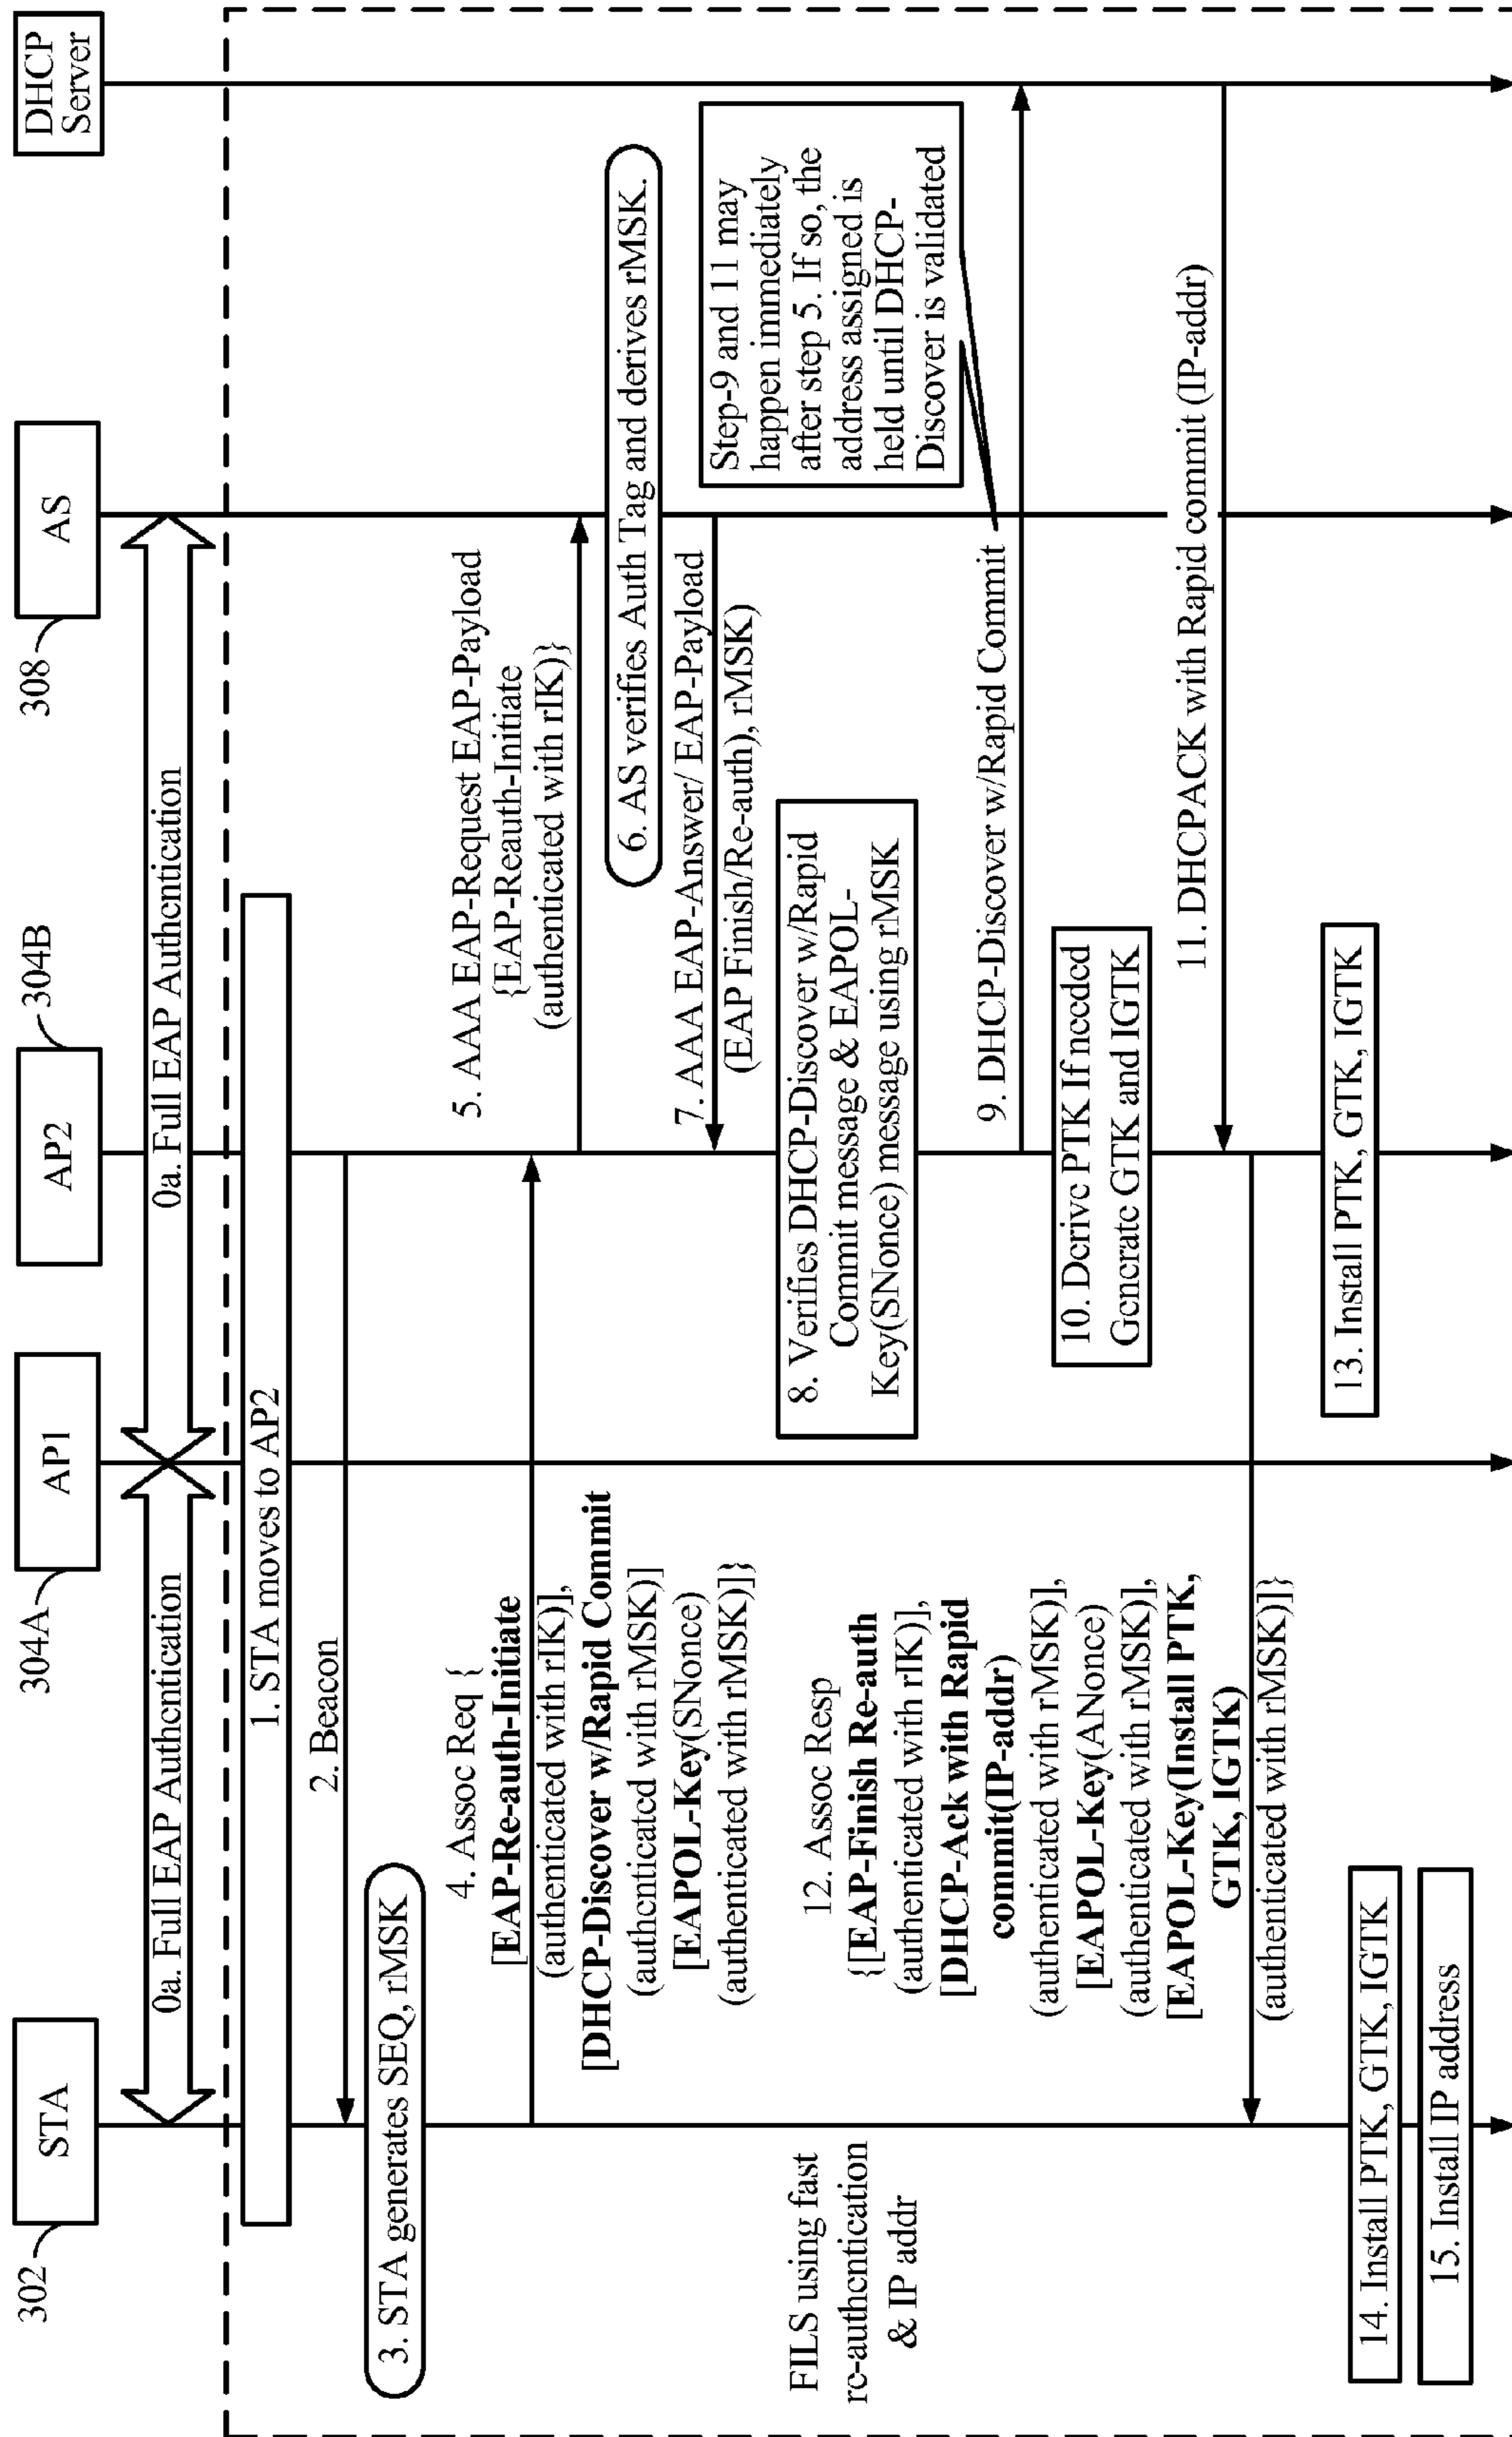 STA
302
AP1
304A
AP2
304B
AS
308
DHCP
Server
0a. Full EAP Authentication
0a. Full EAP Authentication
1. STA moves to AP2
2. Beacon
3. STA generates SEQ, rMSK
4. Assoc Req {
[EAP-Re-auth-Initiate
(authenticated with rIK)],
[DHCP-Discover w/Rapid Commit
(authenticated with rMSK)]
[EAPOL-Key(SNonce)
(authenticated with rMSK)]}
5. AAA EAP-Request EAP-Payload
{EAP-Reauth-Initiate
(authenticated with rIK)}
6. AS verifies Auth Tag and derives rMSK.
7. AAA EAP-Answer/ EAP-Payload
(EAP Finish/Re-auth), rMSK)
Step-9 and 11 may
happen immediately
after step 5. If so, the
address assigned is
held until DHCP-
Discover is validated
8. Verifies DHCP-Discover w/Rapid
Commit message & EAPOL-
Key(SNonce) message using rMSK
9. DHCP-Discover w/Rapid Commit
10. Derive PTK If needed
Generate GTK and IGTK
11. DHCPACK with Rapid commit (IP-addr)
12. Assoc Resp
{[EAP-Finish Re-auth
(authenticated with rIK)],
[DHCP-Ack with Rapid
commit(IP-addr)
(authenticated with rMSK)],
[EAPOL-Key(ANonce)
(authenticated with rMSK)],
[EAPOL-Key(Install PTK,
GTK, IGTK)
(authenticated with rMSK)]}
FILS using fast
re-authentication
& IP addr
13. Install PTK, GTK, IGTK
14. Install PTK, GTK, IGTK
15. Install IP address